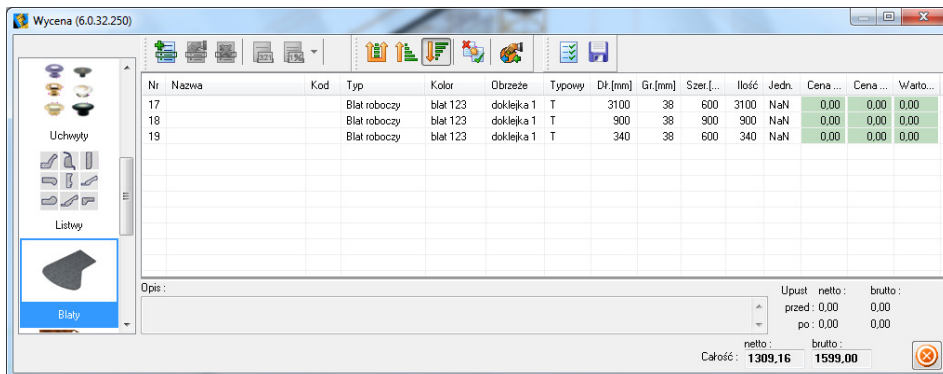 Wycena (6.0.32.250)
Nr Nazwa Kod Typ Kolor Obrzeże Typowy Dł.[mm] Gr.[mm] Szer.[... Ilość Jedn. Cena ... Cena ... Warto...
17 Blat roboczy blat 123 doklejka 1 T 3100 38 600 3100 NaN 0,00 0,00 0,00
18 Blat roboczy blat 123 doklejka 1 T 900 38 900 900 NaN 0,00 0,00 0,00
19 Blat roboczy blat 123 doklejka 1 T 340 38 600 340 NaN 0,00 0,00 0,00
Uchwyty
Listwy
Blaty
Opis :
Upust netto : brutto :
przed : 0,00 0,00
po : 0,00 0,00
netto : brutto :
Całość : 1309,16 1599,00